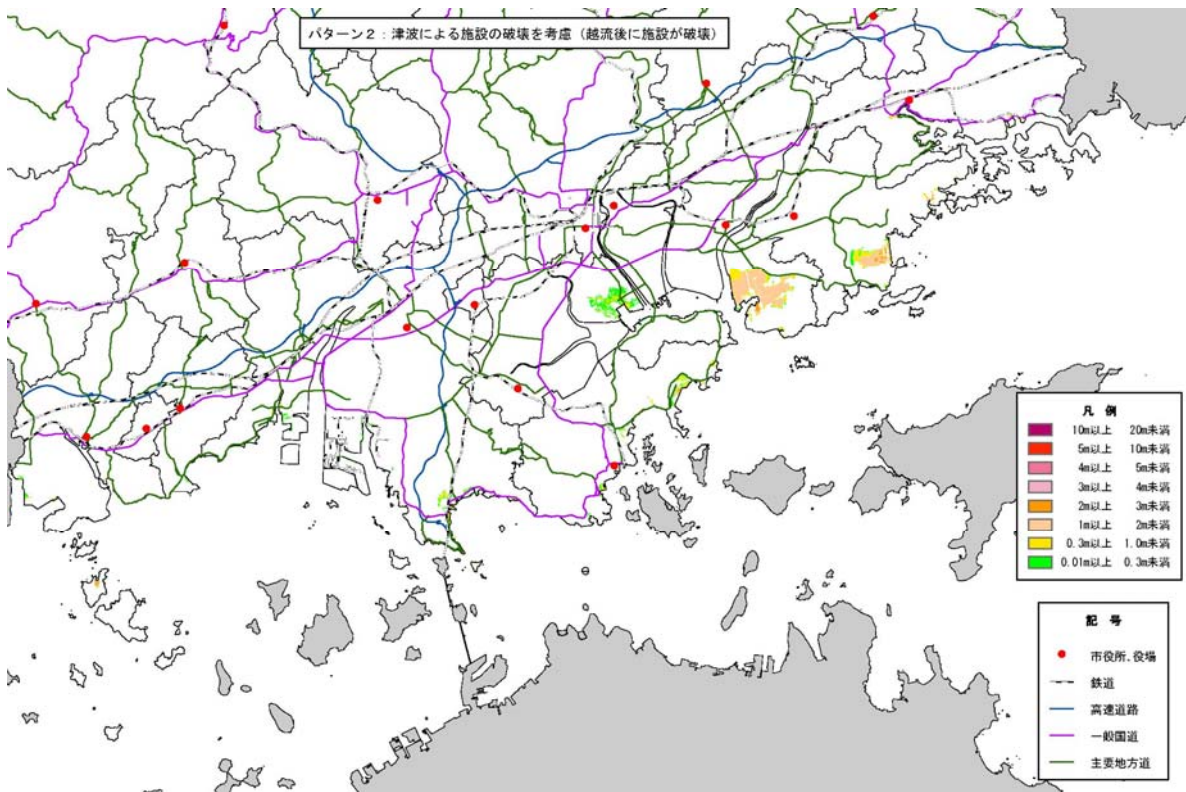 パターン2:津波による施設の破壊を考慮(越流後に施設が破壊)
凡 例
10m以上 20m未満
5m以上 10m未満
4m以上 5m未満
3m以上 4m未満
2m以上 3m未満
1m以上 2m未満
0.3m以上 1.0m未満
0.01m以上 0.3m未満
記 号
市役所、役場
鉄道
高速道路
一般国道
主要地方道